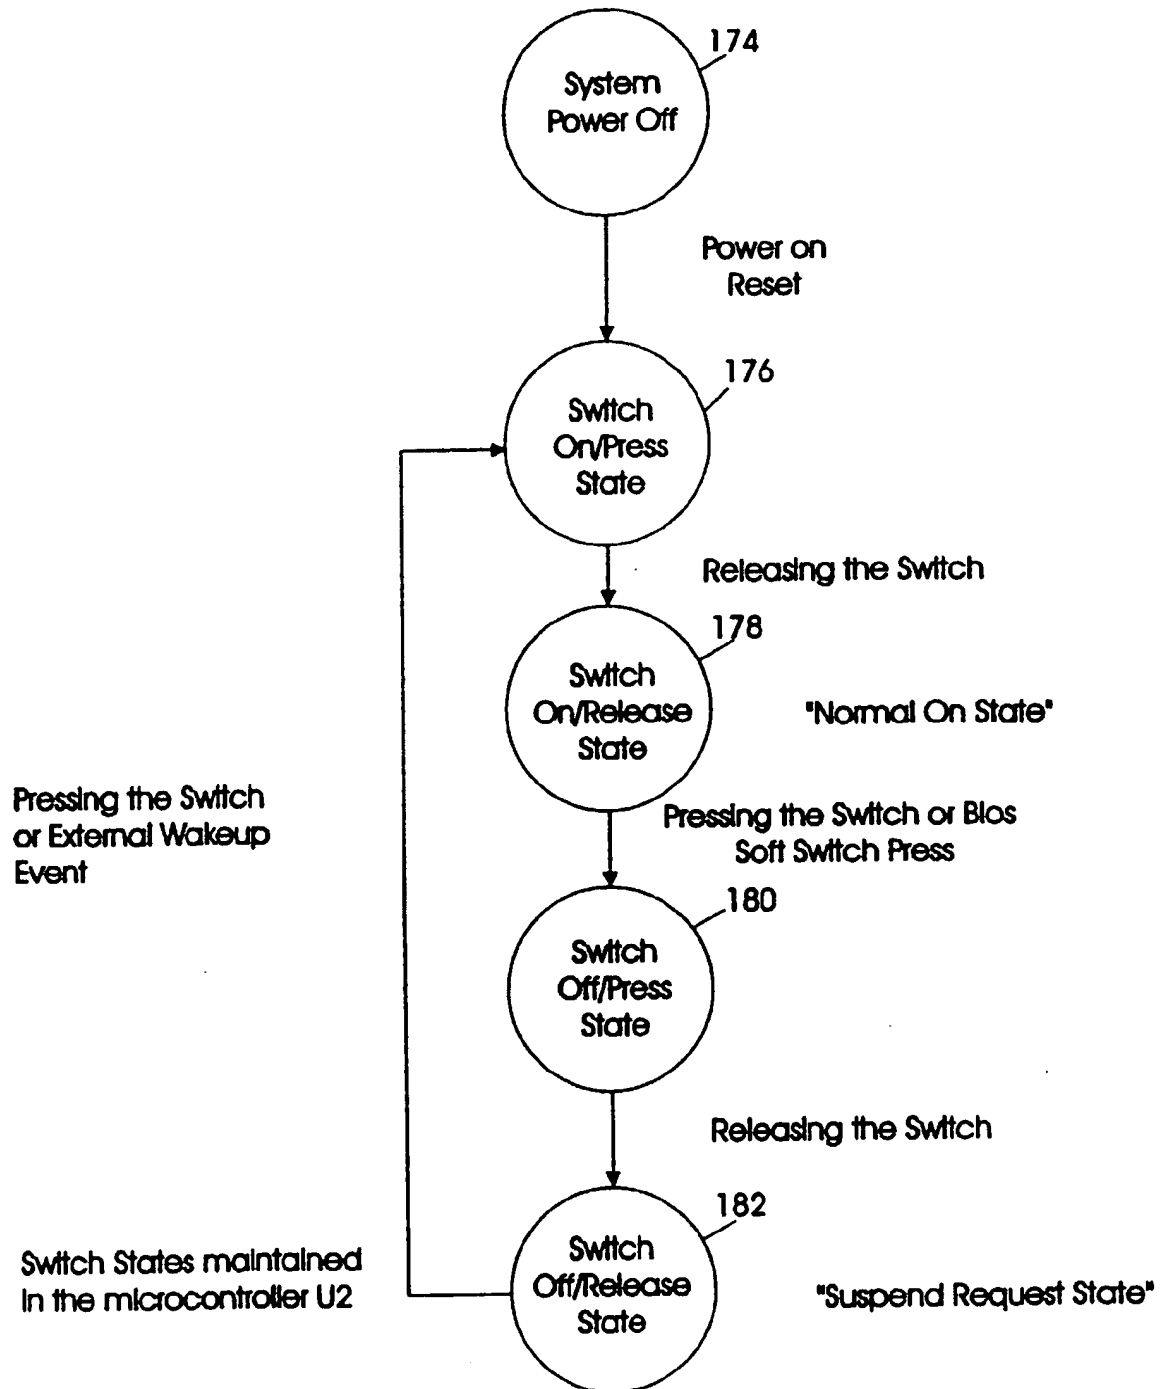 174
System
Power Off
Power on
Reset
176
Switch
On/Press
State
Releasing the Switch
178
Switch
On/Release
State
"Normal On State"
Pressing the Switch
or External Wakeup
Event
Pressing the Switch or Bios
Soft Switch Press
180
Switch
Off/Press
State
Releasing the Switch
182
Switch
Off/Release
State
Switch States maintained
in the microcontroller U2
"Suspend Request State"